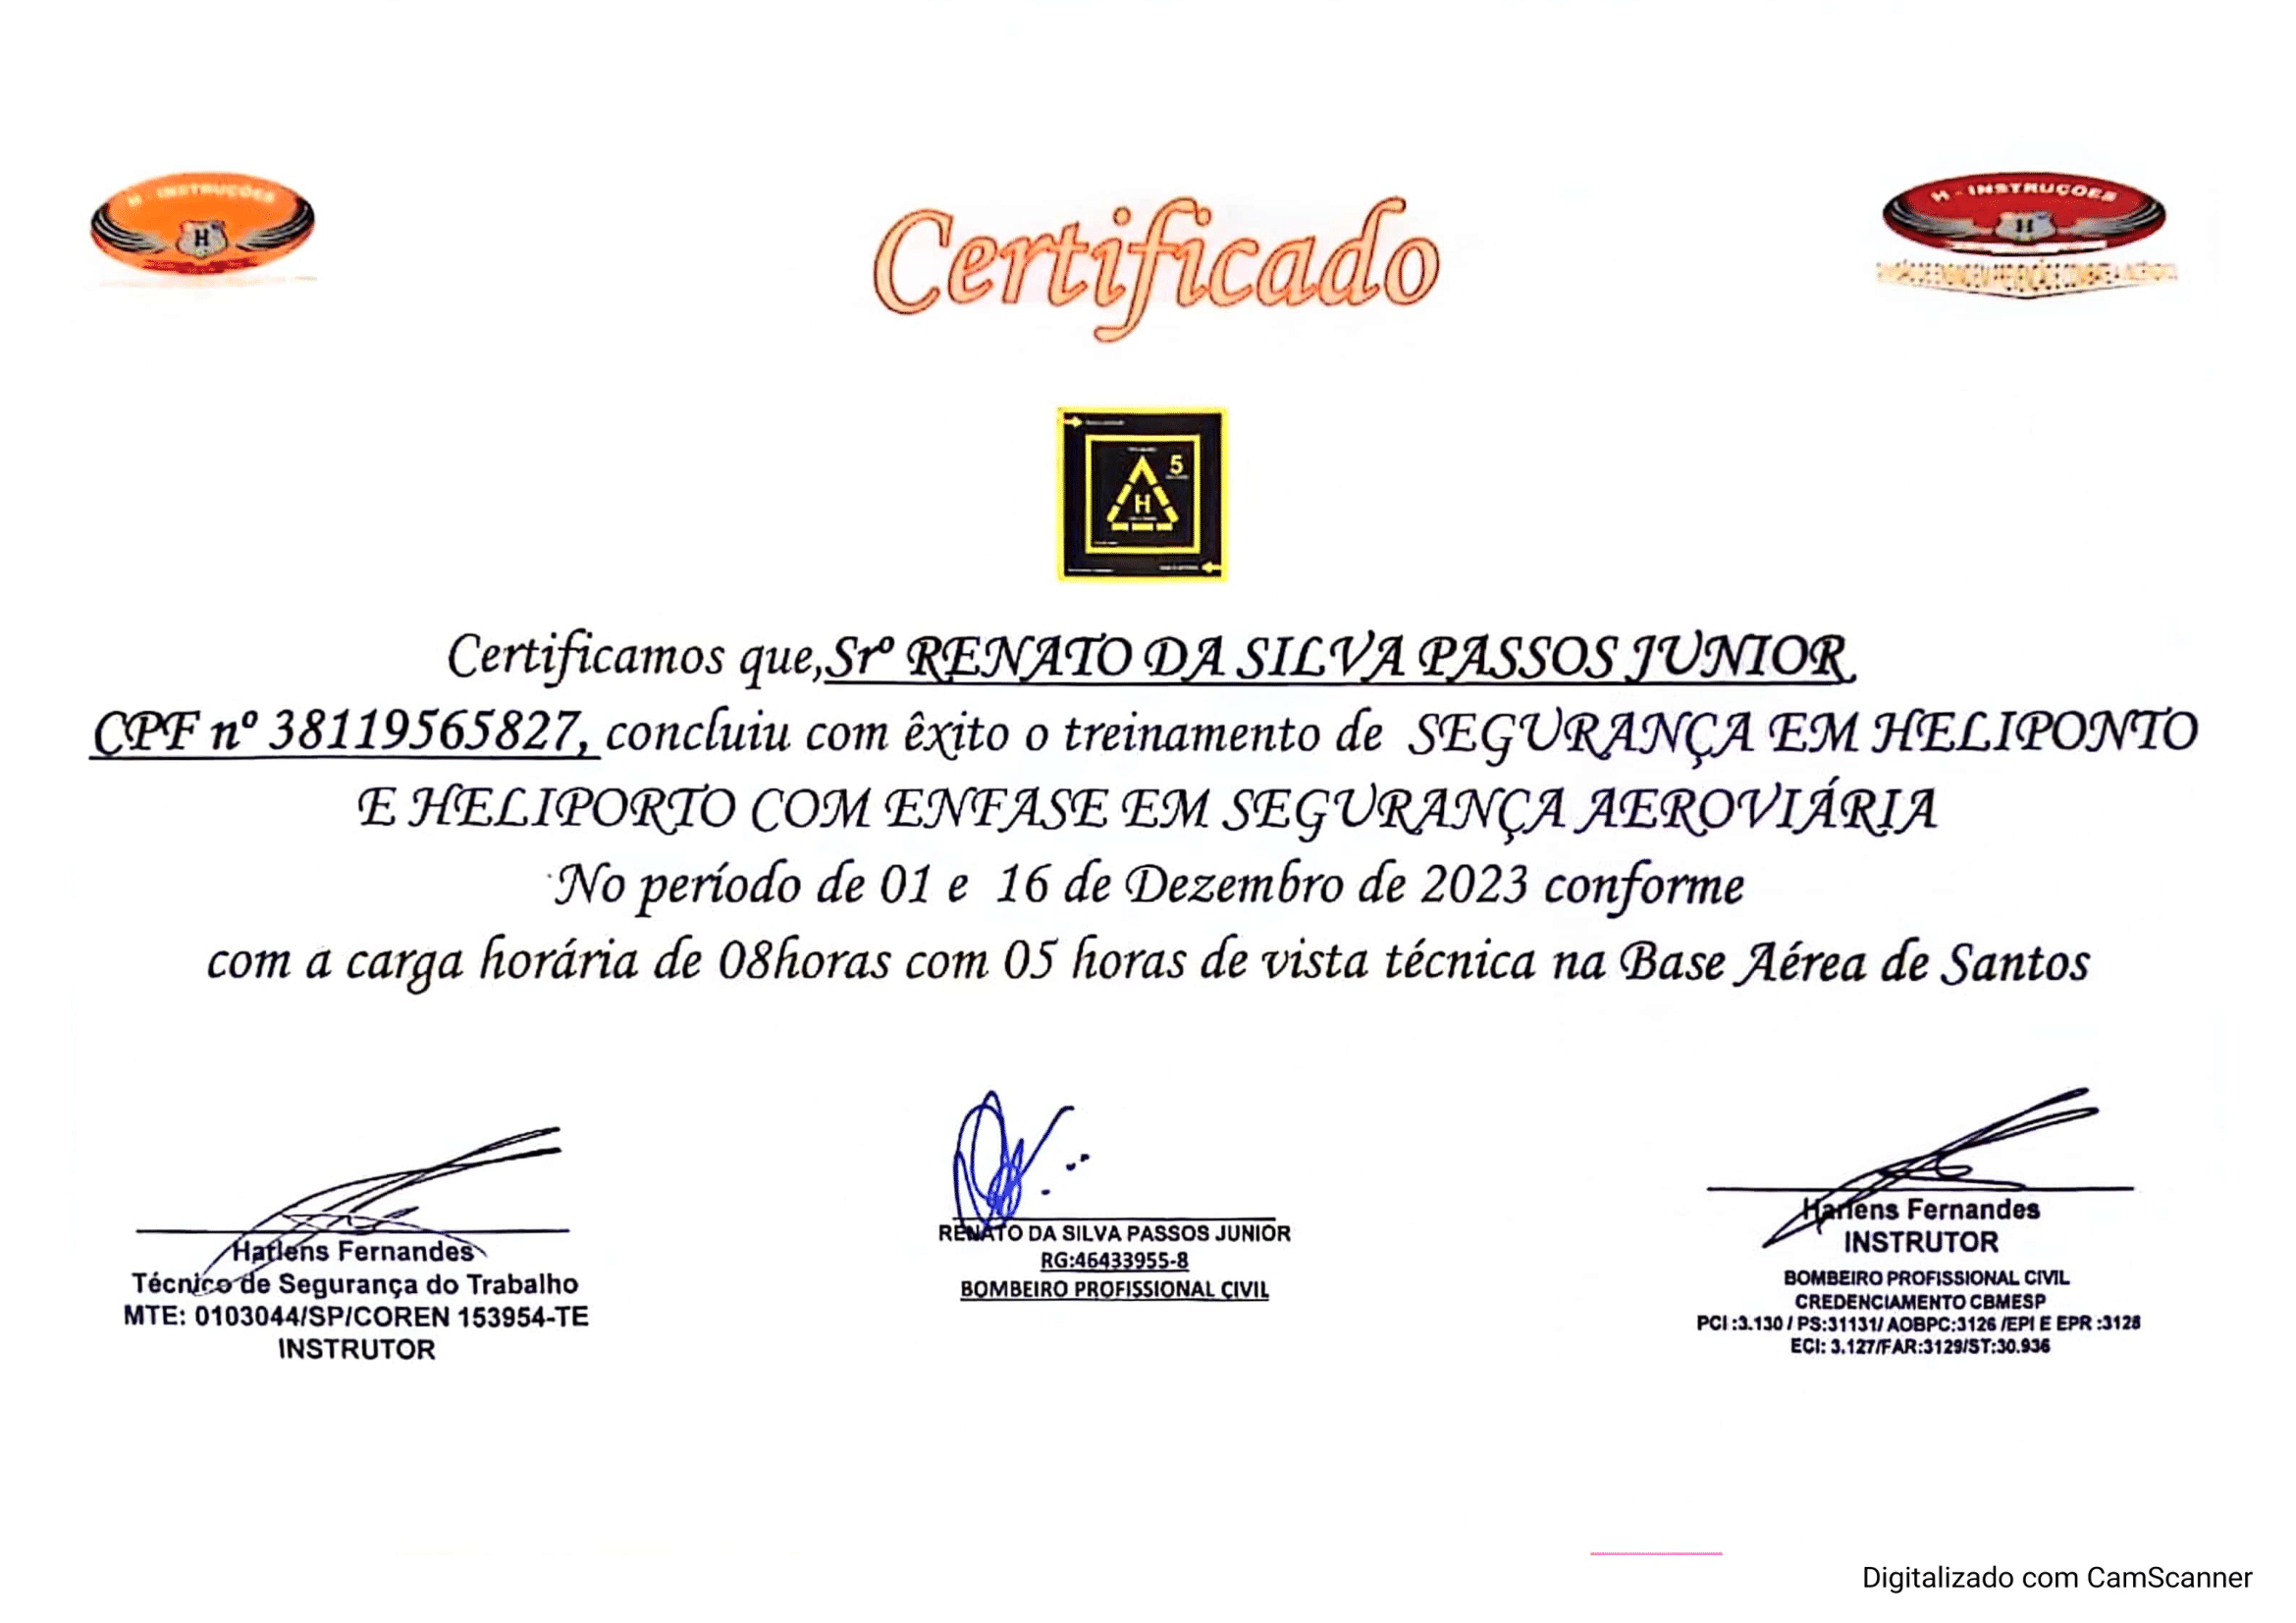 H - INSTRUÇÕES
H
H - INSTRUÇÕES
H
Certificado
5
H
Certificamos que,Srº RENATO DA SILVA PASSOS JUNIOR,
CPF nº 38119565827, concluiu com êxito o treinamento de SEGURANÇA EM HELIPONTO
E HELIPORTO COM ENFASE EM SEGURANÇA AEROVIÁRIA
No período de 01 e 16 de Dezembro de 2023 conforme
com a carga horária de 08horas com 05 horas de vista técnica na Base Aérea de Santos
Harlens Fernandes
Técnico de Segurança do Trabalho
MTE: 0103044/SP/COREN 153954-TE
INSTRUTOR
RENATO DA SILVA PASSOS JUNIOR
RG:46433955-8
BOMBEIRO PROFISSIONAL CIVIL
Harlens Fernandes
INSTRUTOR
BOMBEIRO PROFISSIONAL CIVIL
CREDENCIAMENTO CBMESP
PCI :3.130 / PS:31131/ AOBPC:3126 /EPI E EPR :3128
ECI: 3.127/FAR:3129/ST:30.936
Digitalizado com CamScanner